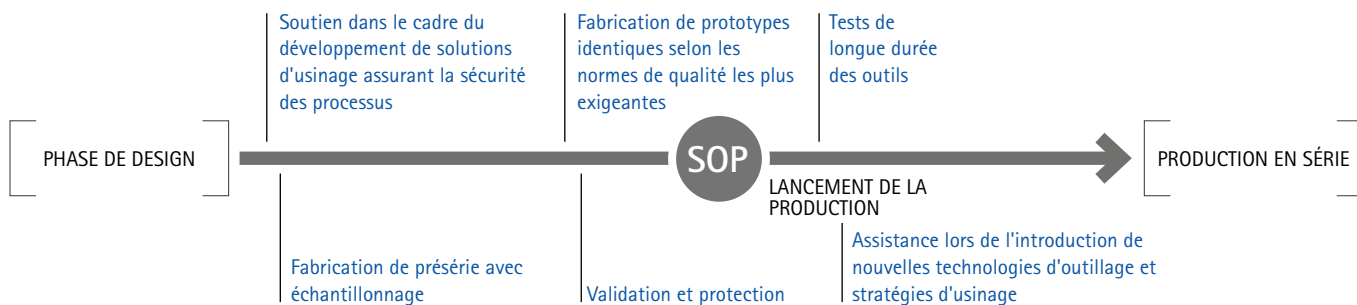 Soutien dans le cadre du
développement de solutions
d'usinage assurant la sécurité
des processus
Fabrication de prototypes
identiques selon les
normes de qualité les plus
exigeantes
Tests de
longue durée
des outils
PHASE DE DESIGN
SOP
PRODUCTION EN SÉRIE
LANCEMENT DE LA
PRODUCTION
Fabrication de présérie avec
échantillonnage
Validation et protection
Assistance lors de l'introduction de
nouvelles technologies d'outillage et
stratégies d'usinage